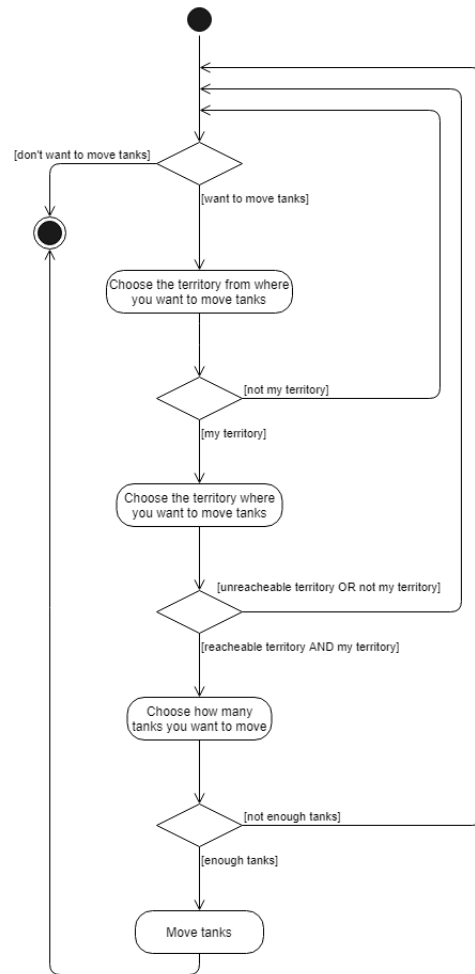 [don't want to move tanks]
[want to move tanks]
Choose the territory from where
you want to move tanks
[not my territory]
[my territory]
Choose the territory where
you want to move tanks
[unreacheable territory OR not my territory]
[reacheable territory AND my territory]
Choose how many
tanks you want to move
[not enough tanks]
[enough tanks]
Move tanks